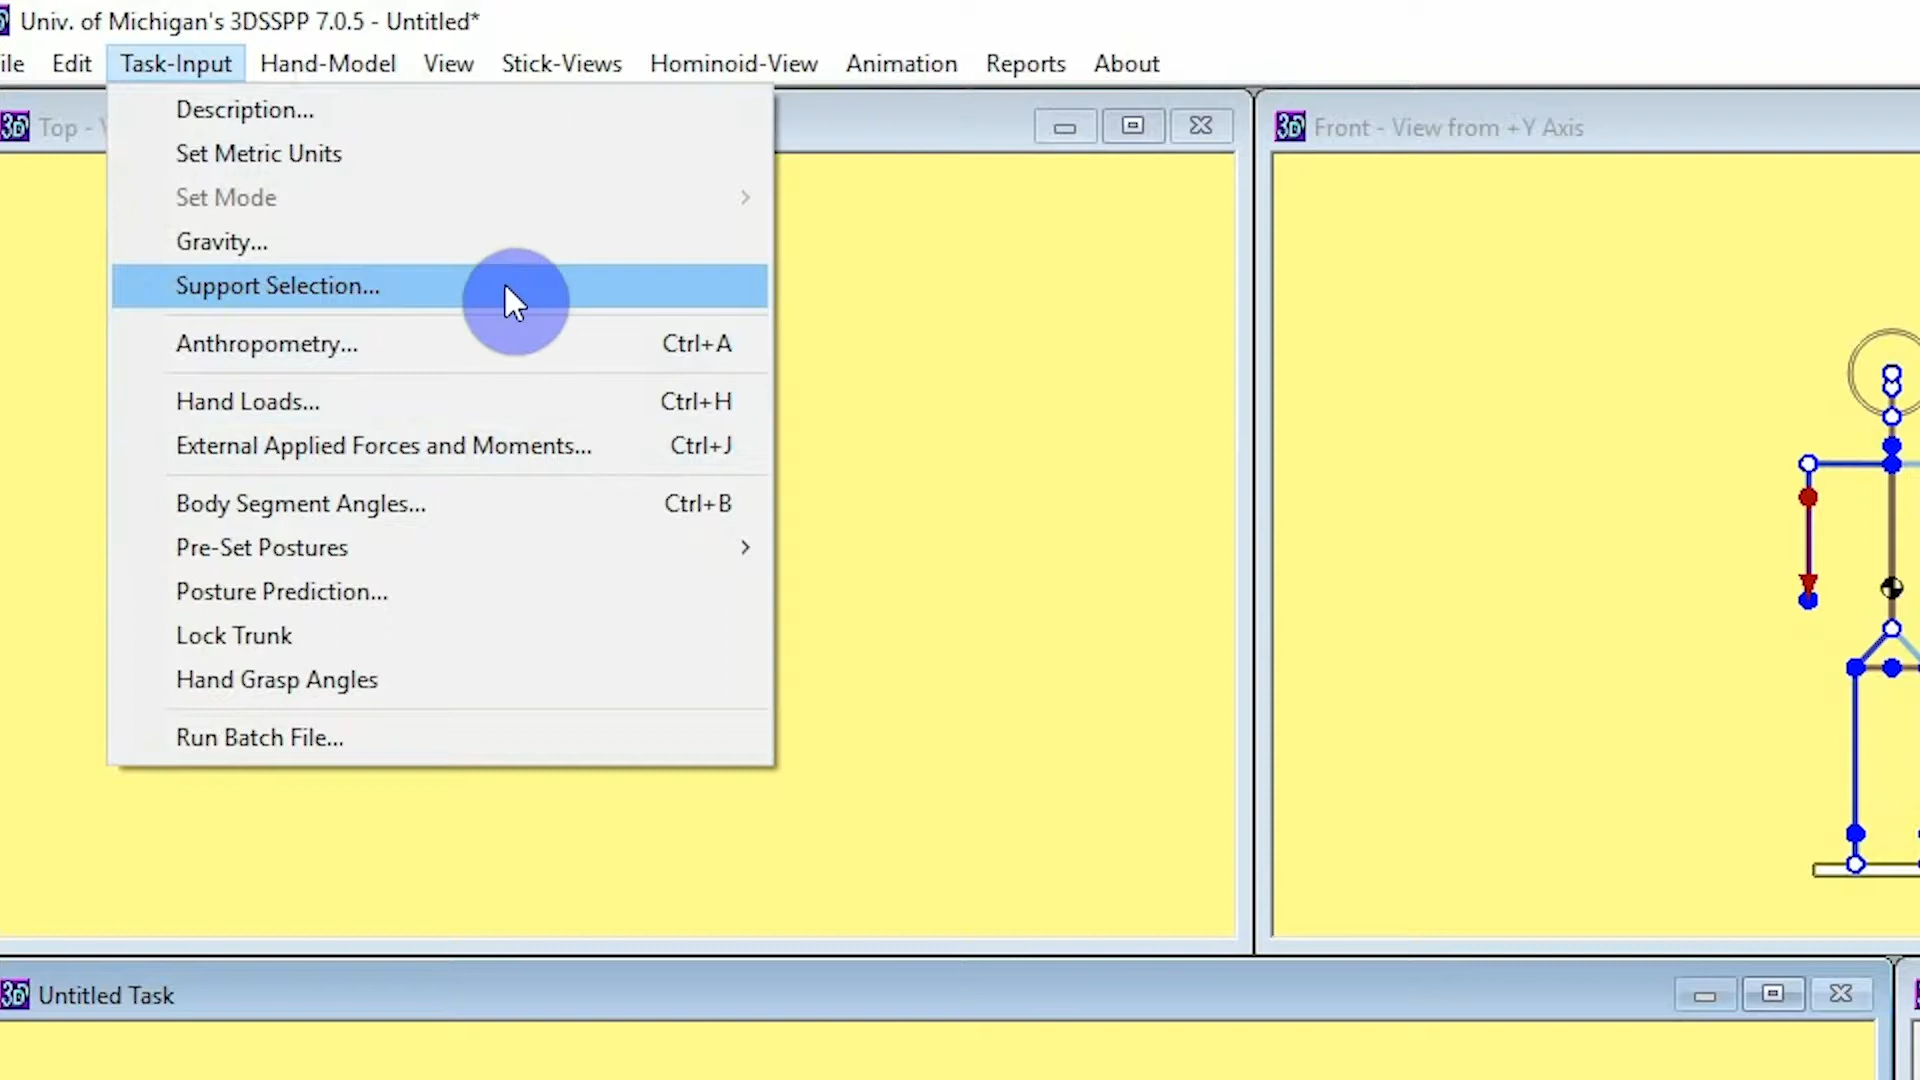 Univ. of Michigan's 3DSSPP 7.0.5 - Untitled*
ile Edit Task-Input Hand-Model View Stick-Views Hominoid-View Animation Reports About
3D Top -
3D Front - View from +Y Axis
Description...
Set Metric Units
Set Mode
Gravity...
Support Selection...
Anthropometry... Ctrl+A
Hand Loads... Ctrl+H
External Applied Forces and Moments... Ctrl+J
Body Segment Angles... Ctrl+B
Pre-Set Postures
Posture Prediction...
Lock Trunk
Hand Grasp Angles
Run Batch File...
3D Untitled Task